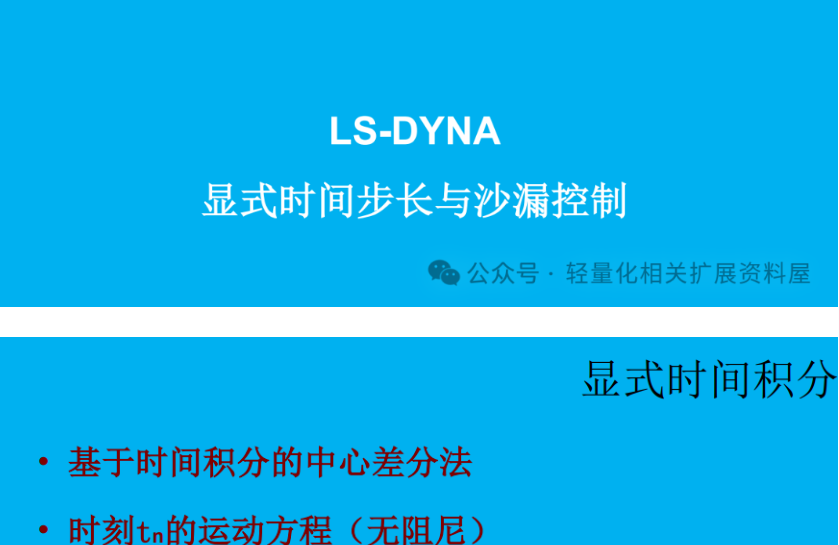 LS-DYNA
显式时间步长与沙漏控制
公众号 · 轻量化相关扩展资料屋
显式时间积分
• 基于时间积分的中心差分法
• 时刻tn的运动方程（无阻尼）